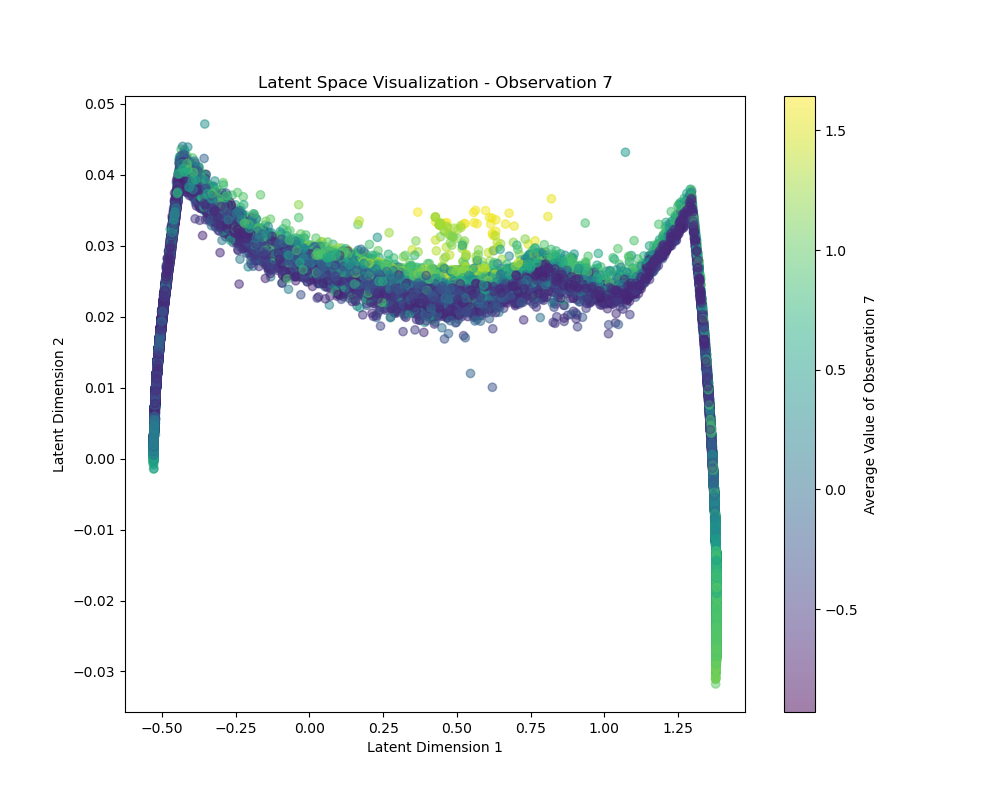 Latent Space Visualization - Observation 7
0.05
0.04
0.03
0.02
0.01
0.00
−0.01
−0.02
−0.03
Latent Dimension 2
−0.50 −0.25 0.00 0.25 0.50 0.75 1.00 1.25
Latent Dimension 1
1.5
1.0
0.5
0.0
−0.5
Average Value of Observation 7